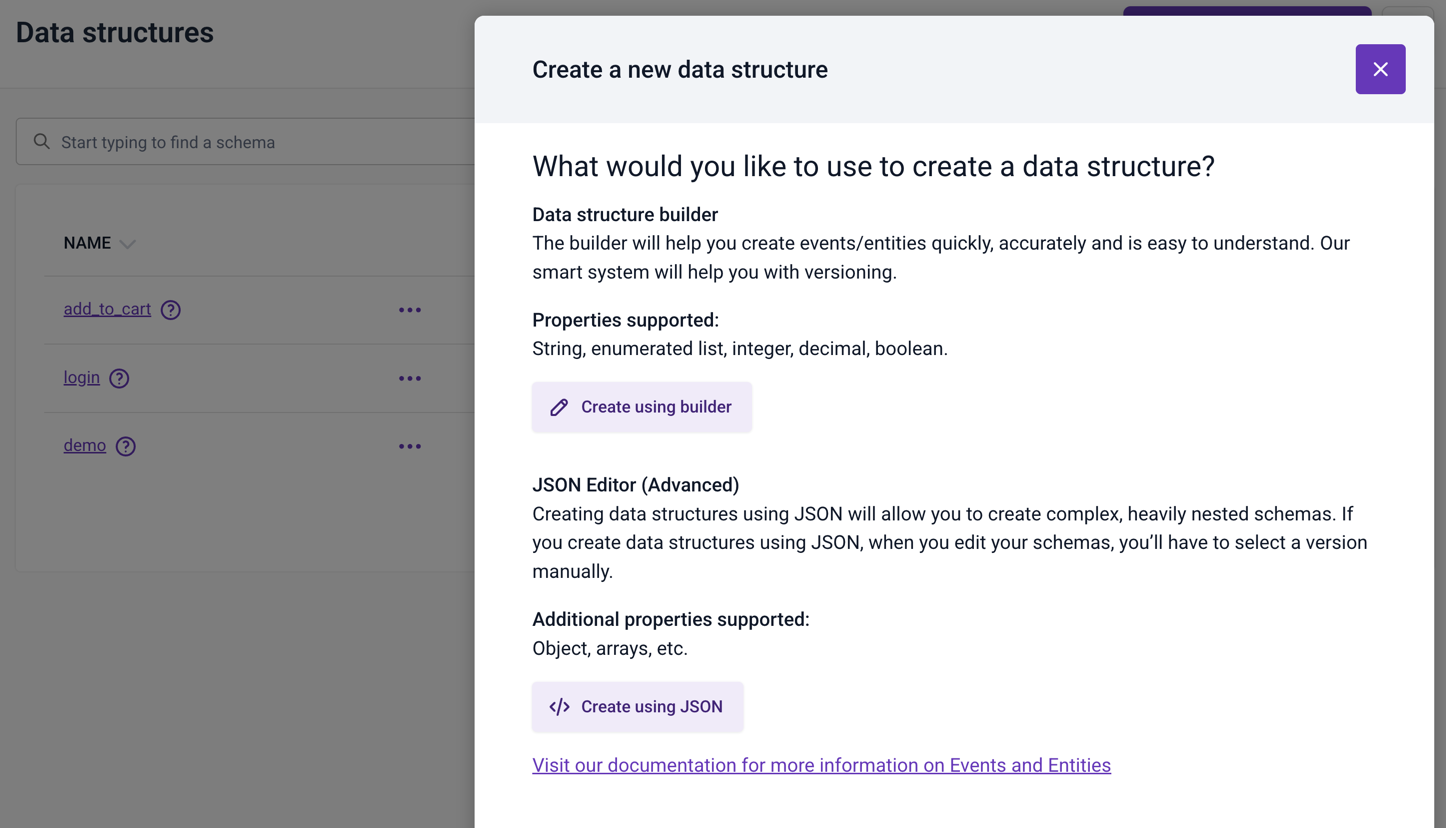 Data structures
Start typing to find a schema
NAME
add_to_cart
login
demo
Create a new data structure
What would you like to use to create a data structure?
Data structure builder
The builder will help you create events/entities quickly, accurately and is easy to understand. Our
smart system will help you with versioning.
Properties supported:
String, enumerated list, integer, decimal, boolean.
Create using builder
JSON Editor (Advanced)
Creating data structures using JSON will allow you to create complex, heavily nested schemas. If
you create data structures using JSON, when you edit your schemas, you’ll have to select a version
manually.
Additional properties supported:
Object, arrays, etc.
</> Create using JSON
Visit our documentation for more information on Events and Entities